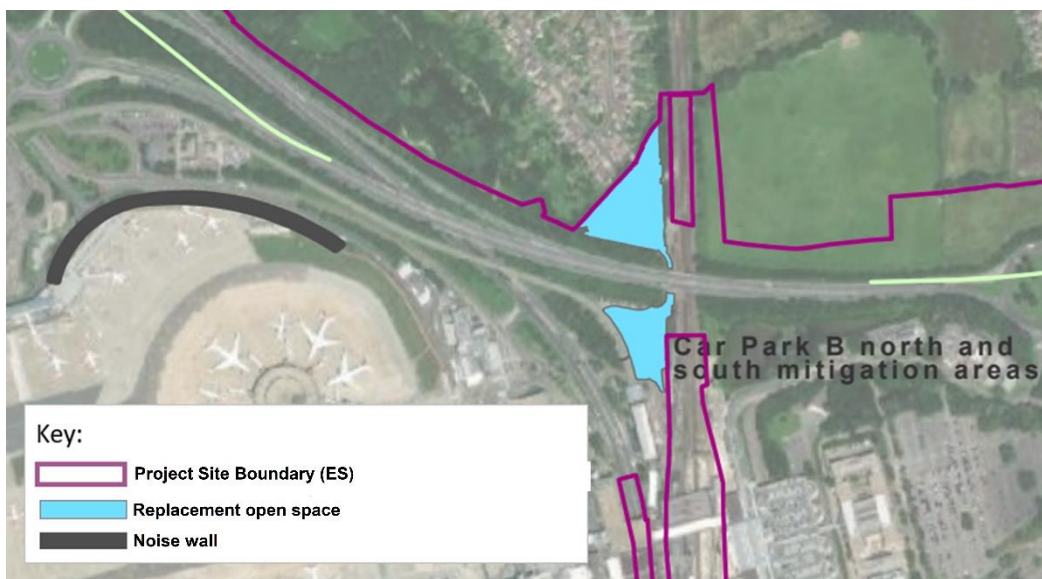 Car Park B north and
south mitigation areas
Key:
Project Site Boundary (ES)
Replacement open space
Noise wall